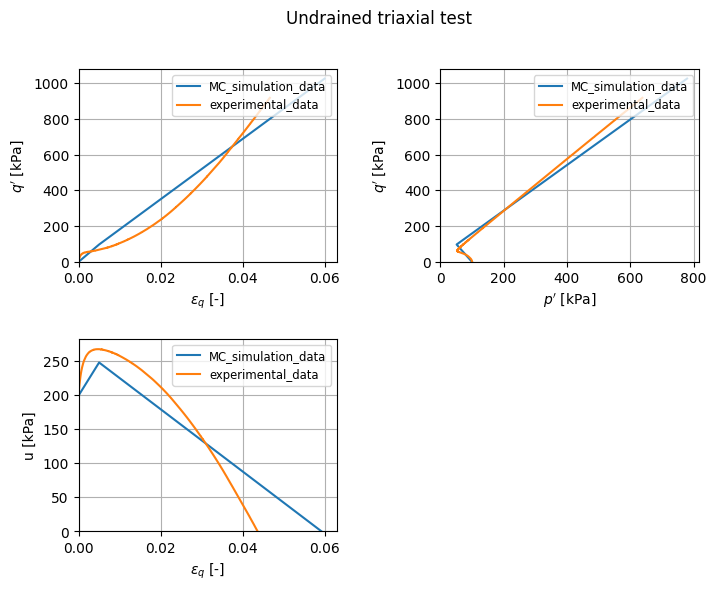 Undrained triaxial test
1000
800
600
400
200
0
q′ [kPa]
0.00 0.02 0.04 0.06
ε_q [-]
MC_simulation_data
experimental_data
1000
800
600
400
200
0
q′ [kPa]
0 200 400 600 800
p′ [kPa]
MC_simulation_data
experimental_data
250
200
150
100
50
0
u [kPa]
0.00 0.02 0.04 0.06
ε_q [-]
MC_simulation_data
experimental_data